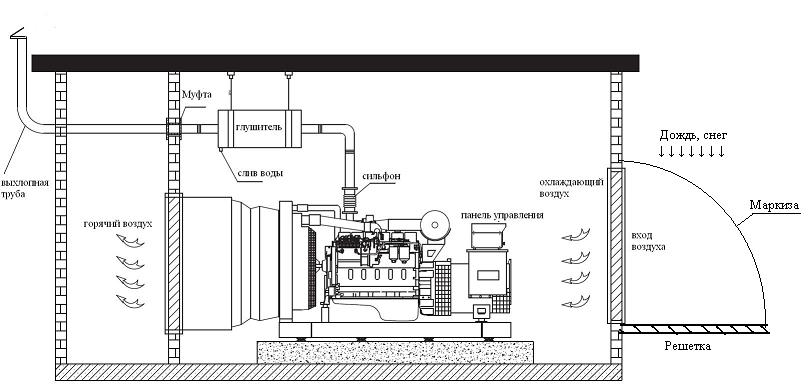 Муфта
глушитель
слив воды
сильфон
выхлопная
труба
горячий воздух
охлаждающий
воздух
панель управления
вход
воздуха
Дождь, снег
Маркиза
Решетка